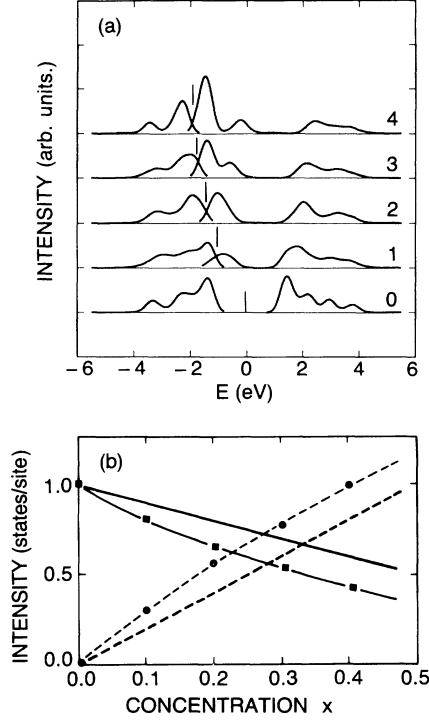 (a)
INTENSITY (arb. units.)
4
3
2
1
0
−6 −4 −2 0 2 4 6
E (eV)
(b)
INTENSITY (states/site)
1.0
0.5
0.0
0.0 0.1 0.2 0.3 0.4 0.5
CONCENTRATION x